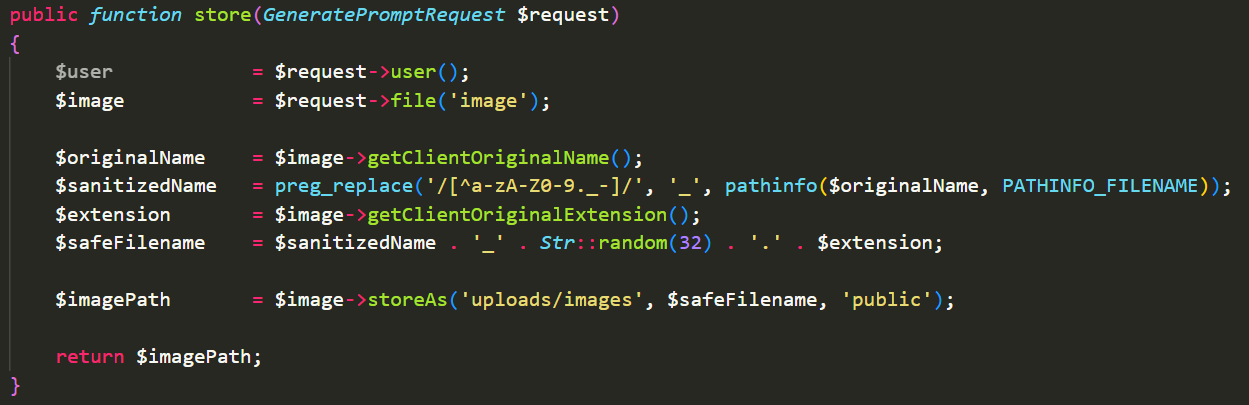 public function store(GeneratePromptRequest $request)
{
    $user            = $request->user();
    $image           = $request->file('image');

    $originalName    = $image->getClientOriginalName();
    $sanitizedName   = preg_replace('/[^a-zA-Z0-9._-]/', '_', pathinfo($originalName, PATHINFO_FILENAME));
    $extension       = $image->getClientOriginalExtension();
    $safeFilename    = $sanitizedName . '_' . Str::random(32) . '.' . $extension;

    $imagePath       = $image->storeAs('uploads/images', $safeFilename, 'public');

    return $imagePath;
}